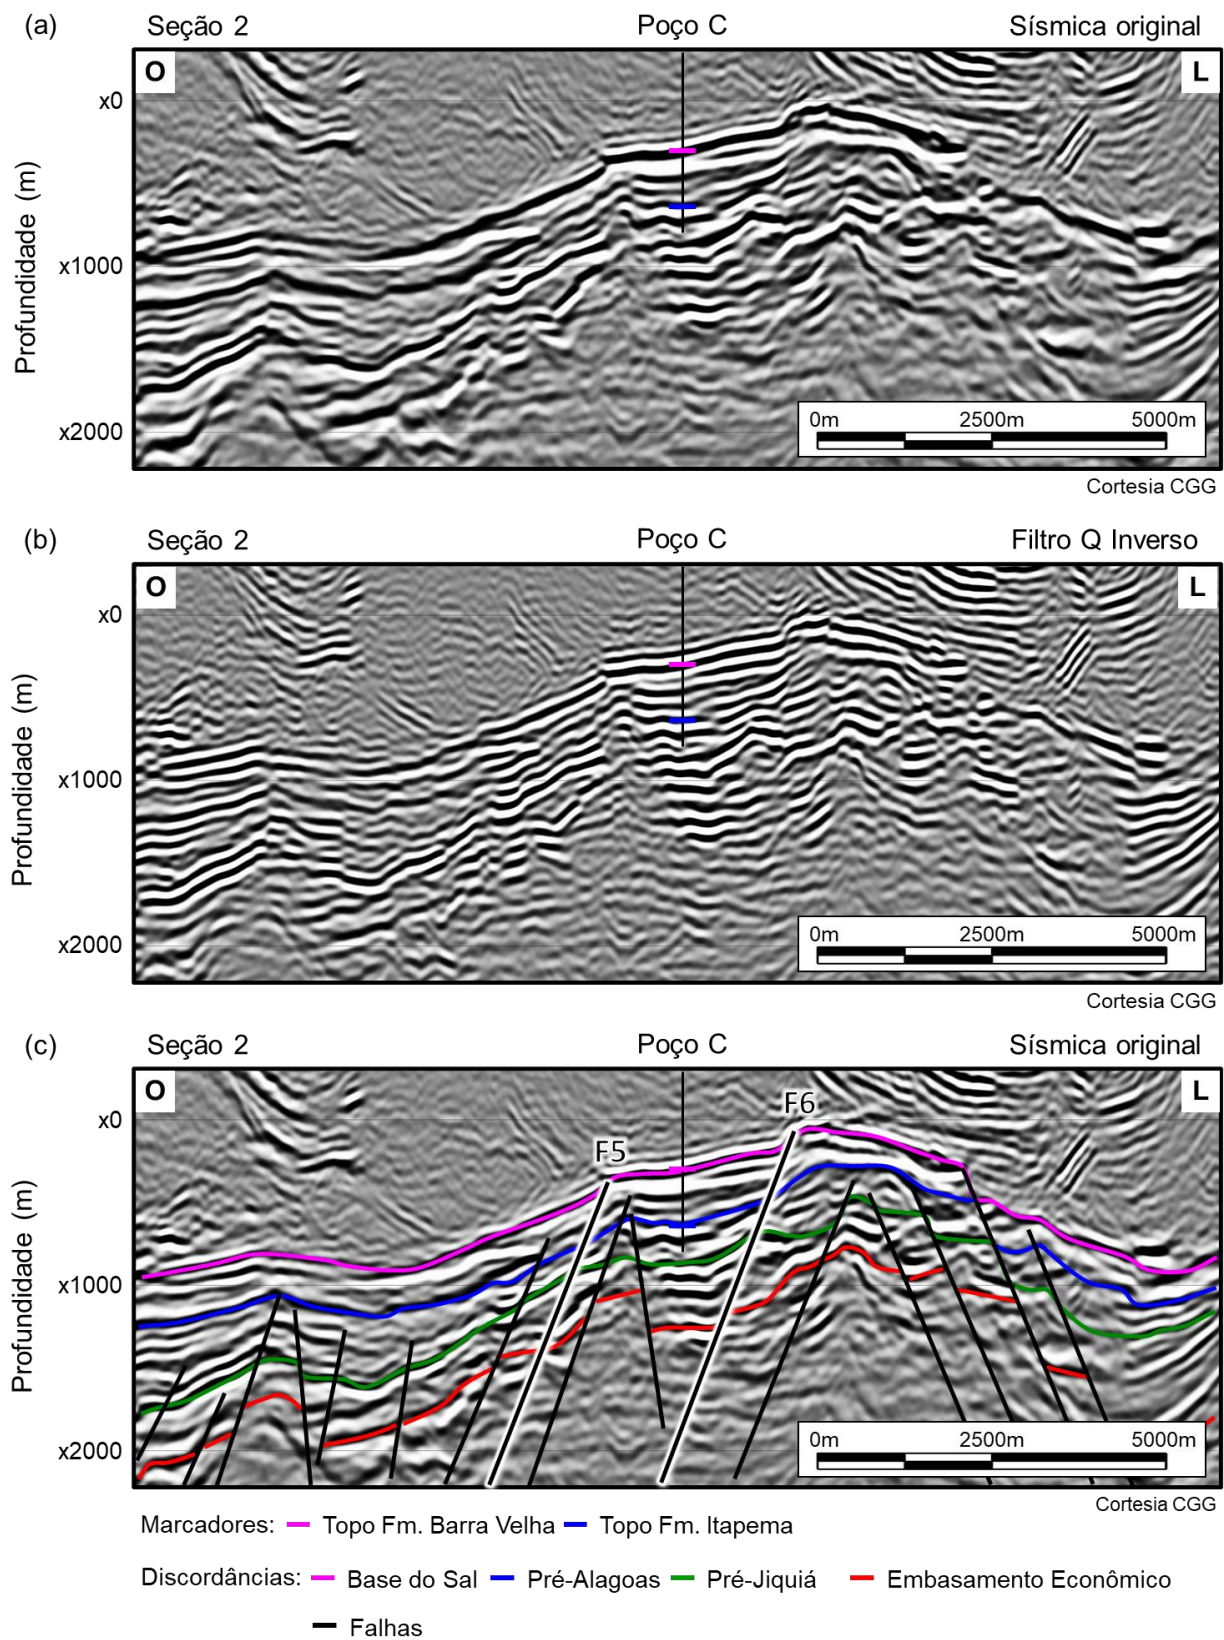 (a) Seção 2 Poço C Sísmica original
O L
x0
x1000
x2000
Profundidade (m)
0m 2500m 5000m
Cortesia CGG
(b) Seção 2 Poço C Filtro Q Inverso
O L
x0
x1000
x2000
Profundidade (m)
0m 2500m 5000m
Cortesia CGG
(c) Seção 2 Poço C Sísmica original
O L
F6
x0
F5
x1000
x2000
Profundidade (m)
0m 2500m 5000m
Cortesia CGG
Marcadores: Topo Fm. Barra Velha Topo Fm. Itapema
Discordâncias: Base do Sal Pré-Alagoas Pré-Jiquiá Embasamento Econômico
Falhas